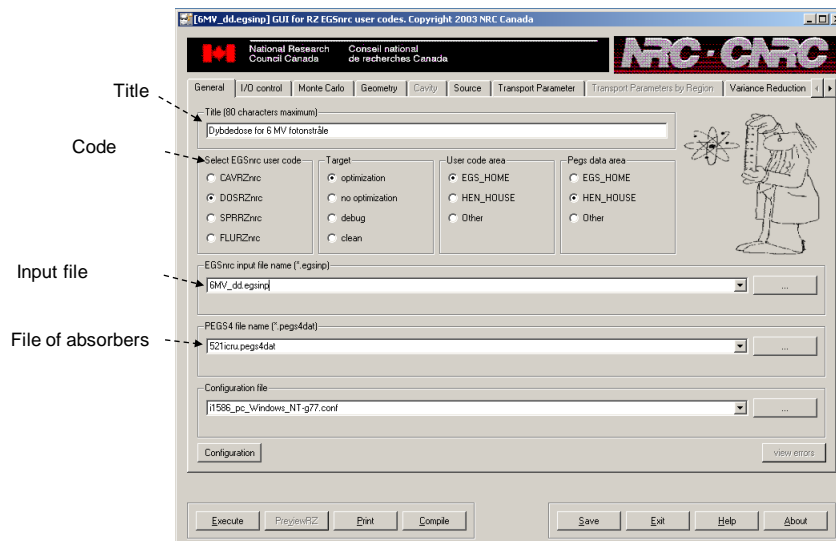 [6MV_dd.egsinp] GUI for RZ EGSnrc user codes. Copyright 2003 NRC Canada
National Research Council Canada
Conseil national de recherches Canada
NRC · CNRC
General I/O control Monte Carlo Geometry Cavity Source Transport Parameter Transport Parameters by Region Variance Reduction
Title
Title (80 characters maximum)
Dybdedose for 6 MV fotonstråle
Code
Select EGSnrc user code
CAVRZnrc
DOSRZnrc
SPRRZnrc
FLURZnrc
Target
optimization
no optimization
debug
clean
User code area
EGS_HOME
HEN_HOUSE
Other
Pegs data area
EGS_HOME
HEN_HOUSE
Other
Input file
EGSnrc input file name (*.egsinp)
6MV_dd.egsinp
...
File of absorbers
PEGS4 file name (*.pegs4dat)
521icru.pegs4dat
...
Configuration file
i1586_pc_Windows_NT-g77.conf
...
Configuration
view errors
Execute PreviewRZ Print Compile Save Exit Help About